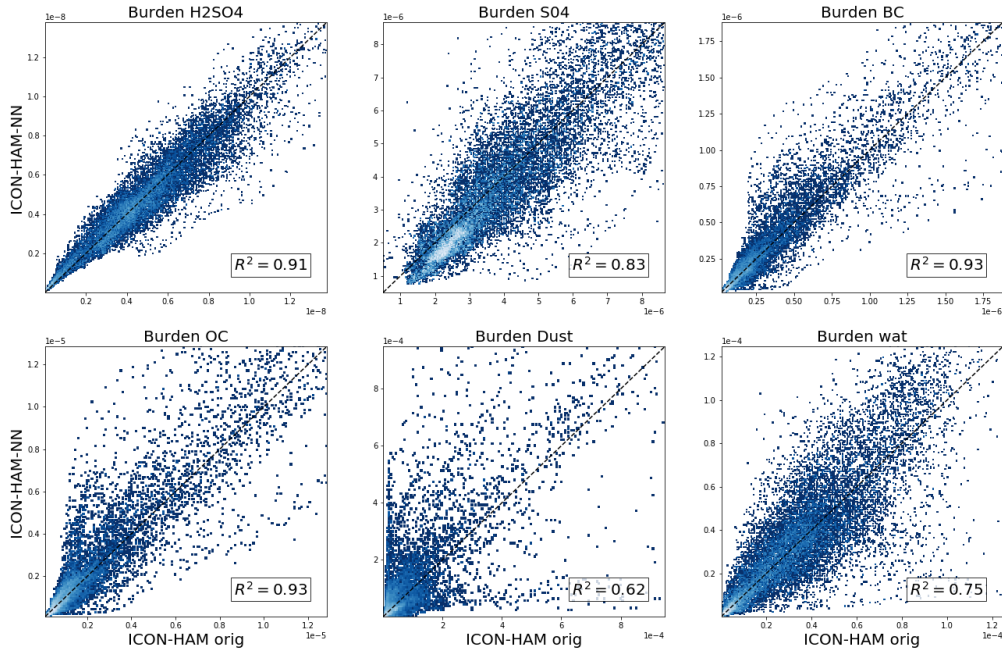 Burden H2SO4
Burden S04
Burden BC
1e−8
1e−6
1e−6
ICON-HAM-NN
1.2
1.0
0.8
0.6
0.4
0.2
R² = 0.91
0.2 0.4 0.6 0.8 1.0 1.2
1e−8
8
7
6
5
4
3
2
1
R² = 0.83
1 2 3 4 5 6 7 8
1e−6
1.75
1.50
1.25
1.00
0.75
0.50
0.25
R² = 0.93
0.25 0.50 0.75 1.00 1.25 1.50 1.75
1e−6
Burden OC
Burden Dust
Burden wat
1e−5
1e−4
1e−4
ICON-HAM-NN
1.2
1.0
0.8
0.6
0.4
0.2
R² = 0.93
0.2 0.4 0.6 0.8 1.0 1.2
1e−5
ICON-HAM orig
8
6
4
2
R² = 0.62
2 4 6 8
1e−4
ICON-HAM orig
1.2
1.0
0.8
0.6
0.4
0.2
R² = 0.75
0.2 0.4 0.6 0.8 1.0 1.2
1e−4
ICON-HAM orig